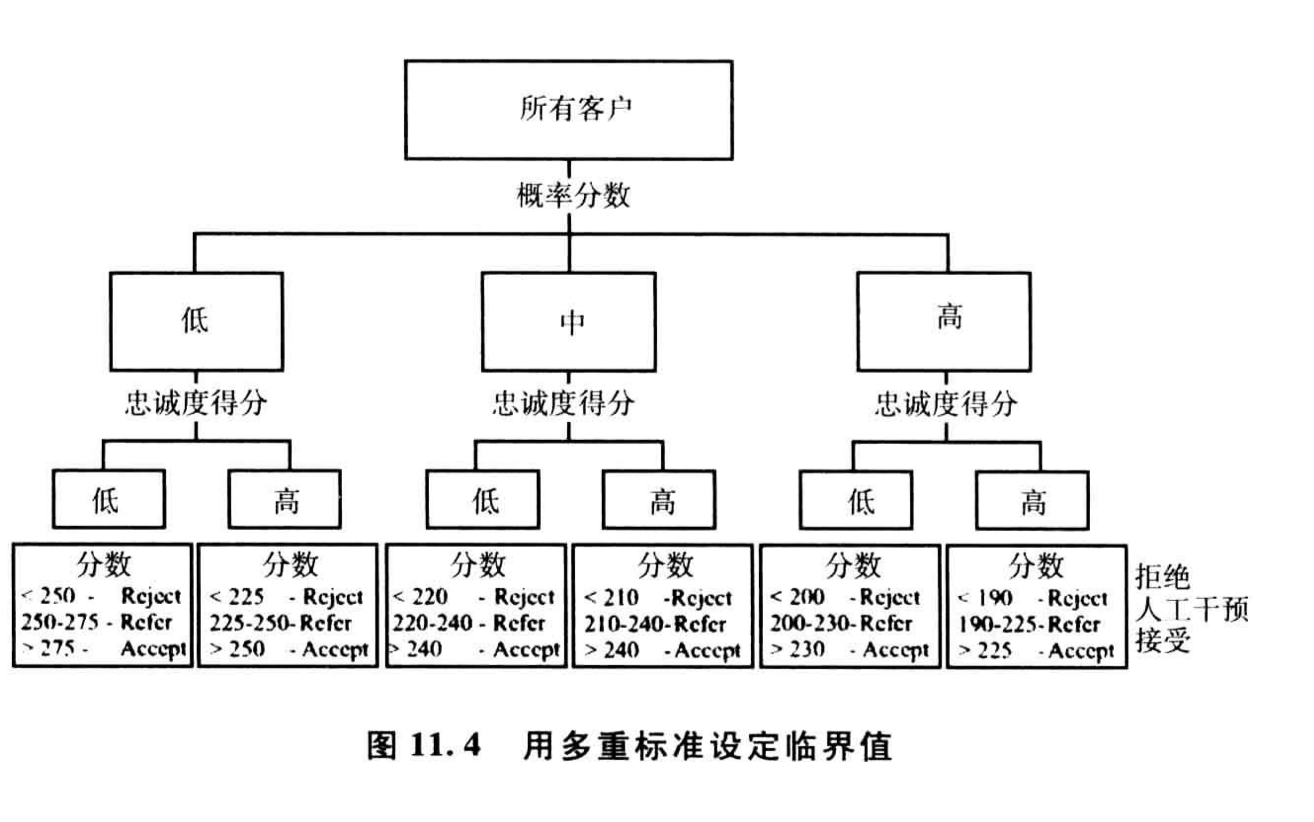 所有客户
概率分数
低 中 高
忠诚度得分 忠诚度得分 忠诚度得分
低 高 低 高 低 高
分数 分数 分数 分数 分数 分数
< 250 - Reject < 225 - Reject < 220 - Reject < 210 -Reject < 200 - Reject < 190 - Reject 拒绝
250-275 - Refer 225-250- Refer 220-240 - Refer 210-240- Refer 200-230- Refer 190-225- Refer 人工干预
> 275 - Accept > 250 - Accept > 240 - Accept > 240 - Accept > 230 - Accept > 225 - Accept 接受
图 11.4 用多重标准设定临界值